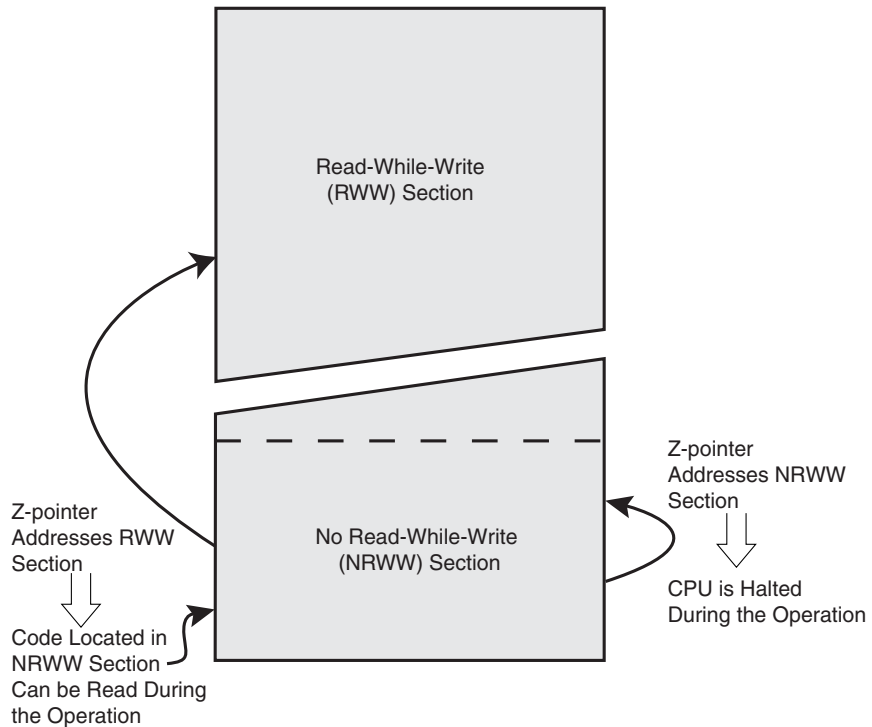 Read-While-Write
(RWW) Section
Z-pointer
Addresses NRWW
Section
Z-pointer
Addresses RWW
Section
No Read-While-Write
(NRWW) Section
CPU is Halted
During the Operation
Code Located in
NRWW Section
Can be Read During
the Operation